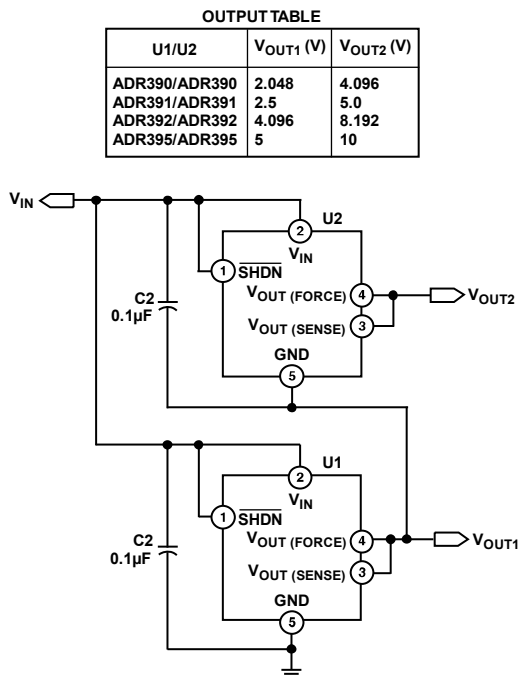 OUTPUT TABLE
U1/U2 VOUT1 (V) VOUT2 (V)
ADR390/ADR390 2.048 4.096
ADR391/ADR391 2.5 5.0
ADR392/ADR392 4.096 8.192
ADR395/ADR395 5 10
VIN
U2
2
VIN
1 SHDN
C2
0.1µF
VOUT (FORCE) 4
VOUT2
VOUT (SENSE) 3
GND
5
U1
2
VIN
1 SHDN
C2
0.1µF
VOUT (FORCE) 4
VOUT1
VOUT (SENSE) 3
GND
5